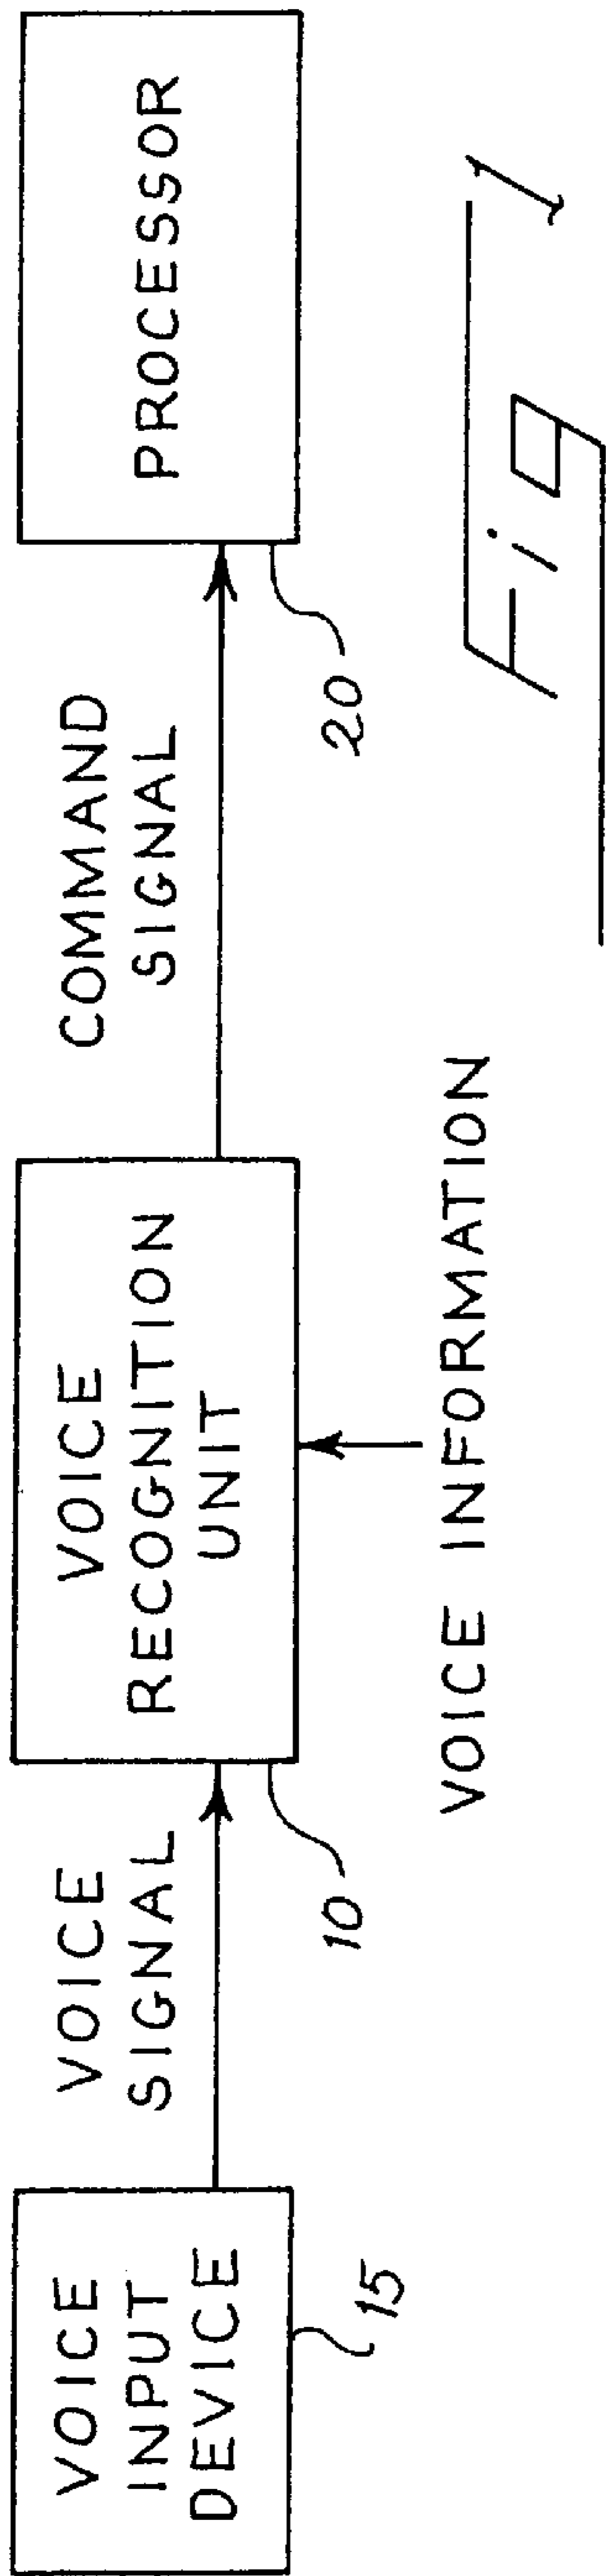 VOICE
INPUT
DEVICE
15
VOICE
SIGNAL
VOICE
RECOGNITION
UNIT
10
VOICE INFORMATION
COMMAND
SIGNAL
PROCESSOR
20
Fig 1